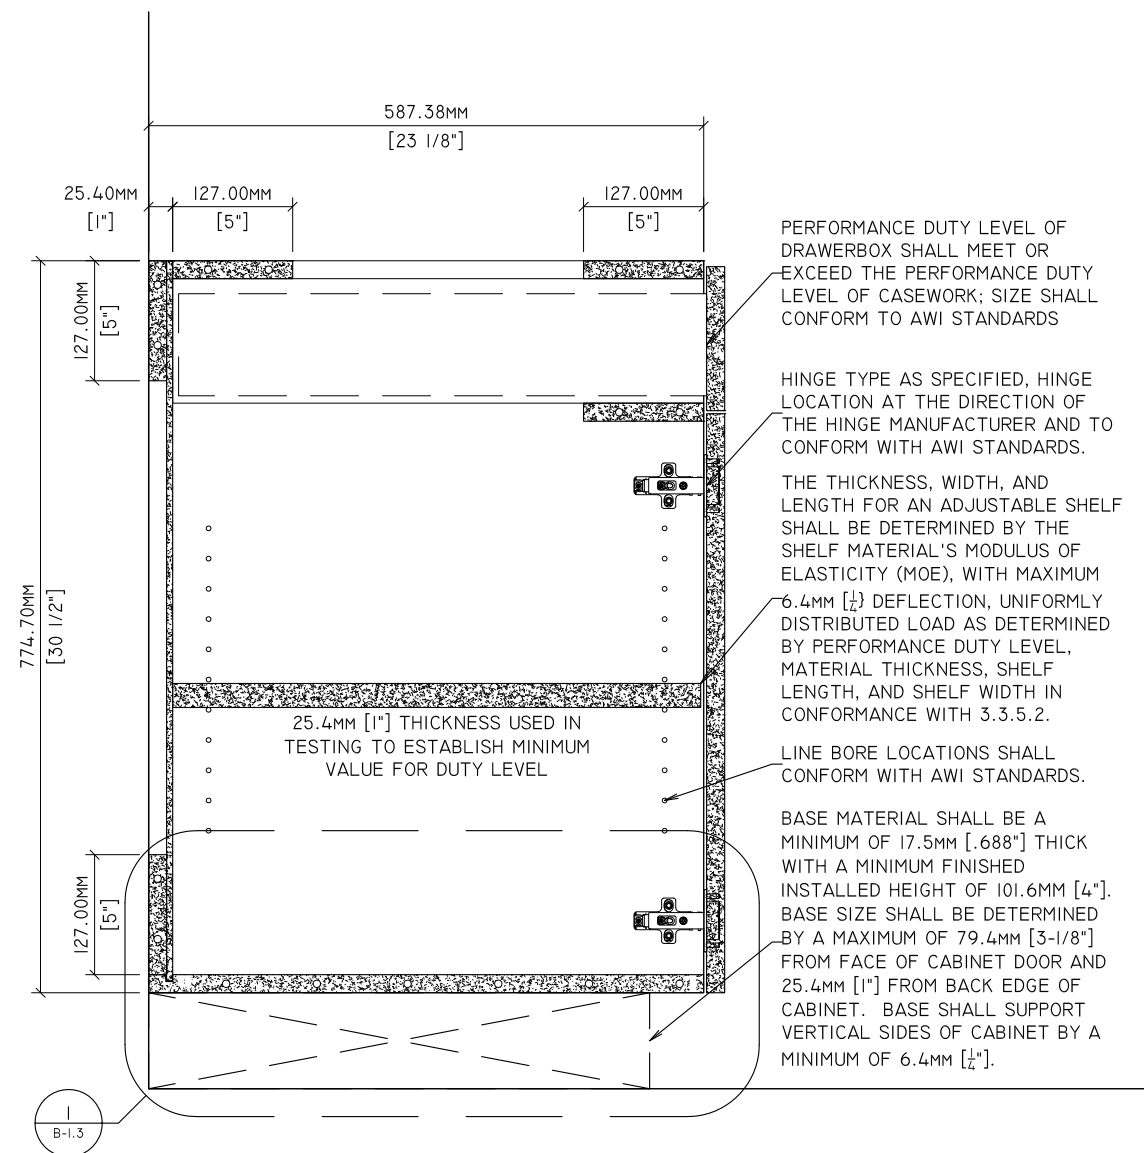 587.38MM
[23 1/8"]
25.40MM
[1"]
127.00MM
[5"]
127.00MM
[5"]
127.00MM
[5"]
774.70MM
[30 1/2"]
127.00MM
[5"]
25.4MM [1"] THICKNESS USED IN
TESTING TO ESTABLISH MINIMUM
VALUE FOR DUTY LEVEL
PERFORMANCE DUTY LEVEL OF
DRAWERBOX SHALL MEET OR
EXCEED THE PERFORMANCE DUTY
LEVEL OF CASEWORK; SIZE SHALL
CONFORM TO AWI STANDARDS
HINGE TYPE AS SPECIFIED, HINGE
LOCATION AT THE DIRECTION OF
THE HINGE MANUFACTURER AND TO
CONFORM WITH AWI STANDARDS.
THE THICKNESS, WIDTH, AND
LENGTH FOR AN ADJUSTABLE SHELF
SHALL BE DETERMINED BY THE
SHELF MATERIAL'S MODULUS OF
ELASTICITY (MOE), WITH MAXIMUM
6.4MM [1/4} DEFLECTION, UNIFORMLY
DISTRIBUTED LOAD AS DETERMINED
BY PERFORMANCE DUTY LEVEL,
MATERIAL THICKNESS, SHELF
LENGTH, AND SHELF WIDTH IN
CONFORMANCE WITH 3.3.5.2.
LINE BORE LOCATIONS SHALL
CONFORM WITH AWI STANDARDS.
BASE MATERIAL SHALL BE A
MINIMUM OF 17.5MM [.688"] THICK
WITH A MINIMUM FINISHED
INSTALLED HEIGHT OF 101.6MM [4"].
BASE SIZE SHALL BE DETERMINED
BY A MAXIMUM OF 79.4MM [3-1/8"]
FROM FACE OF CABINET DOOR AND
25.4MM [1"] FROM BACK EDGE OF
CABINET. BASE SHALL SUPPORT
VERTICAL SIDES OF CABINET BY A
MINIMUM OF 6.4MM [1/4"].
1
B-1.3